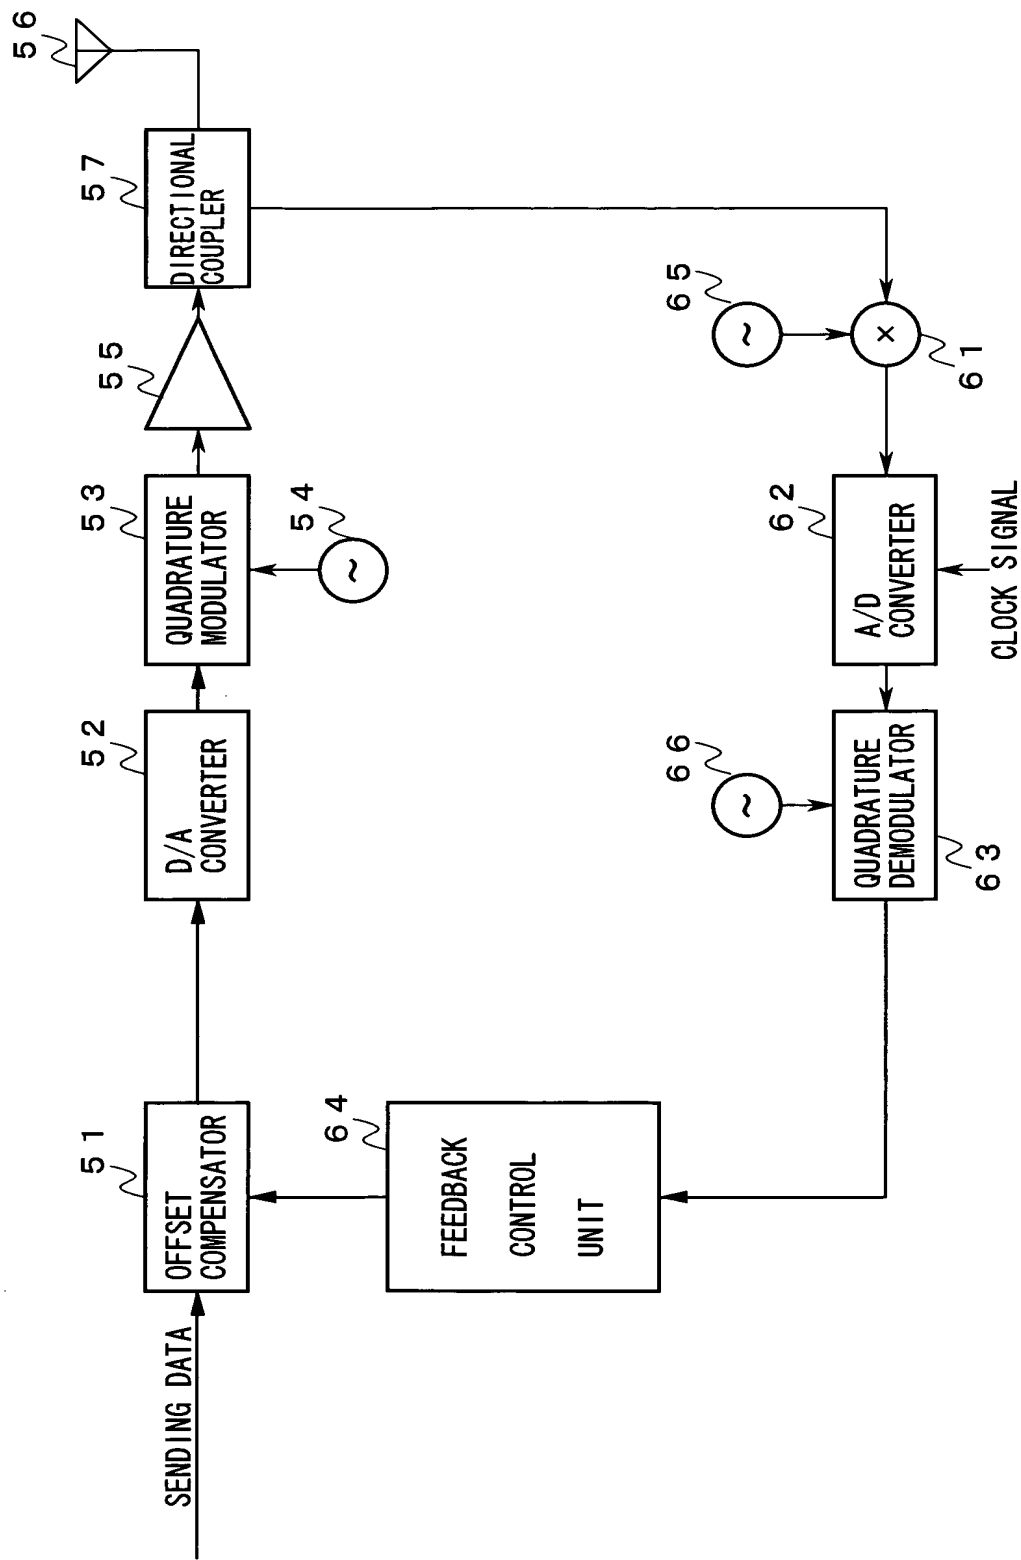 SENDING DATA
51
OFFSET
COMPENSATOR
52
D/A
CONVERTER
53
QUADRATURE
MODULATOR
54
~
55
57
DIRECTIONAL
COUPLER
56
64
FEEDBACK
CONTROL
UNIT
66
~
QUADRATURE
DEMODULATOR
63
62
A/D
CONVERTER
CLOCK SIGNAL
65
~
×
61